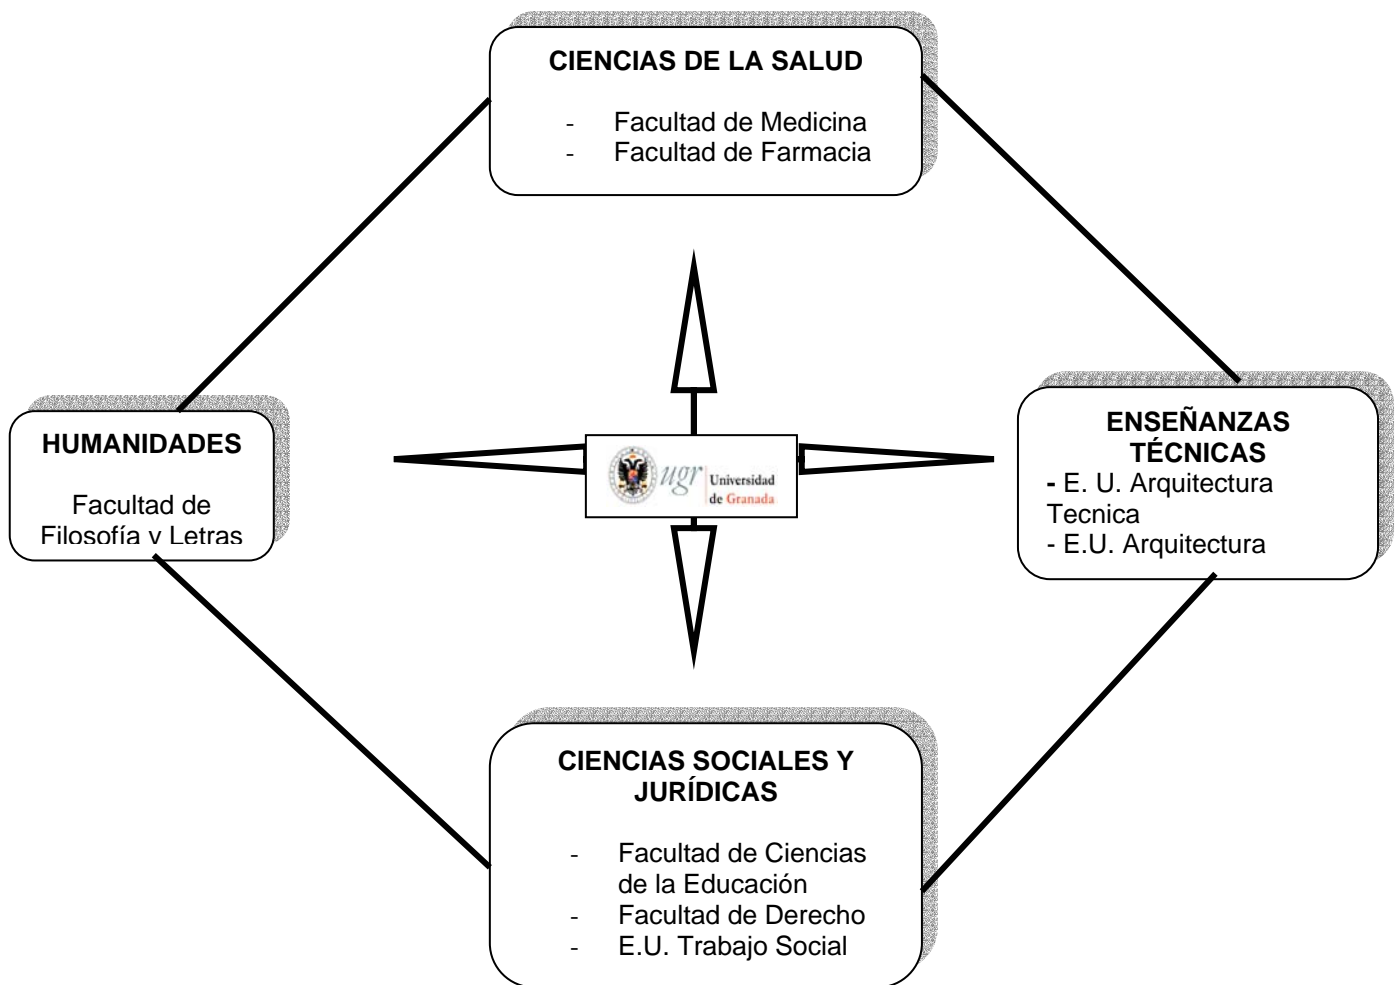 CIENCIAS DE LA SALUD
- Facultad de Medicina
- Facultad de Farmacia
HUMANIDADES
Facultad de
Filosofía y Letras
ugr Universidad
de Granada
ENSEÑANZAS
TÉCNICAS
- E. U. Arquitectura
Tecnica
- E.U. Arquitectura
CIENCIAS SOCIALES Y
JURÍDICAS
- Facultad de Ciencias
de la Educación
- Facultad de Derecho
- E.U. Trabajo Social